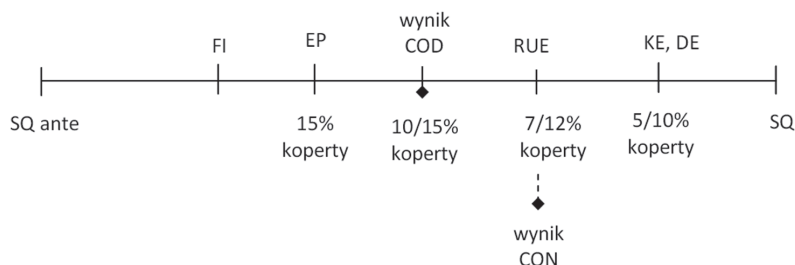 wynik
COD
FI
EP
RUE
KE, DE
SQ ante
15%
koperty
10/15%
koperty
7/12%
koperty
5/10%
koperty
SQ
wynik
CON